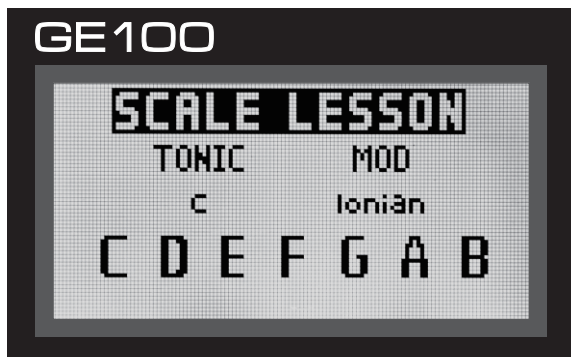 GE100
SCALE LESSON
TONIC MOD
C Ionian
C D E F G A B